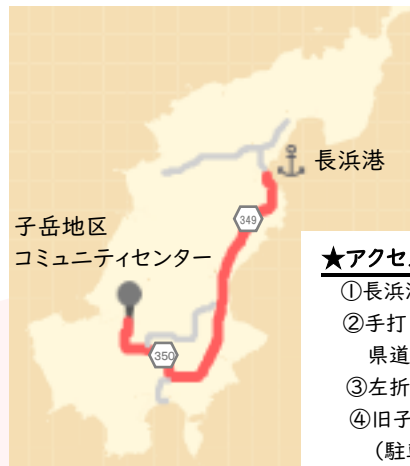 長浜港
349
子岳地区
コミュニティセンター
350
★アクセ
①長浜
②手打
県道
③左折
④旧子
（駐